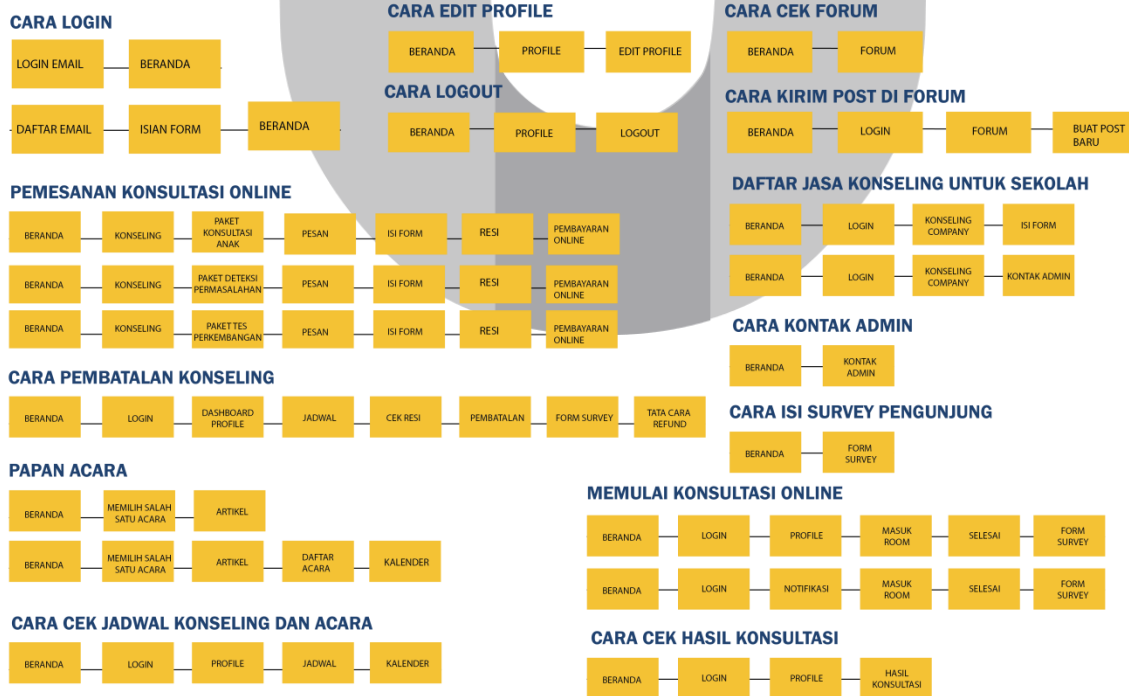 CARA LOGIN
LOGIN EMAIL
BERANDA
DAFTAR EMAIL
ISIAN FORM
BERANDA
CARA EDIT PROFILE
BERANDA
PROFILE
EDIT PROFILE
CARA LOGOUT
BERANDA
PROFILE
LOGOUT
CARA CEK FORUM
BERANDA
FORUM
CARA KIRIM POST DI FORUM
BERANDA
LOGIN
FORUM
BUAT POST
BARU
PEMESANAN KONSULTASI ONLINE
BERANDA
KONSELING
PAKET
KONSULTASI
ANAK
PESAN
ISI FORM
RESI
PEMBAYARAN
ONLINE
BERANDA
KONSELING
PAKET DETEKSI
PERMASALAHAN
PESAN
ISI FORM
RESI
PEMBAYARAN
ONLINE
BERANDA
KONSELING
PAKET TES
PERKEMBANGAN
PESAN
ISI FORM
RESI
PEMBAYARAN
ONLINE
DAFTAR JASA KONSELING UNTUK SEKOLAH
BERANDA
LOGIN
KONSELING
COMPANY
ISI FORM
BERANDA
LOGIN
KONSELING
COMPANY
KONTAK ADMIN
CARA KONTAK ADMIN
BERANDA
KONTAK
ADMIN
CARA PEMBATALAN KONSELING
BERANDA
LOGIN
DASHBOARD
PROFILE
JADWAL
CEK RESI
PEMBATALAN
FORM SURVEY
TATA CARA
REFUND
CARA ISI SURVEY PENGUNJUNG
BERANDA
FORM
SURVEY
PAPAN ACARA
BERANDA
MEMILIH SALAH
SATU ACARA
ARTIKEL
BERANDA
MEMILIH SALAH
SATU ACARA
ARTIKEL
DAFTAR
ACARA
KALENDER
MEMULAI KONSULTASI ONLINE
BERANDA
LOGIN
PROFILE
MASUK
ROOM
SELESAI
FORM
SURVEY
BERANDA
LOGIN
NOTIFIKASI
MASUK
ROOM
SELESAI
FORM
SURVEY
CARA CEK JADWAL KONSELING DAN ACARA
BERANDA
LOGIN
PROFILE
JADWAL
KALENDER
CARA CEK HASIL KONSULTASI
BERANDA
LOGIN
PROFILE
HASIL
KONSULTASI